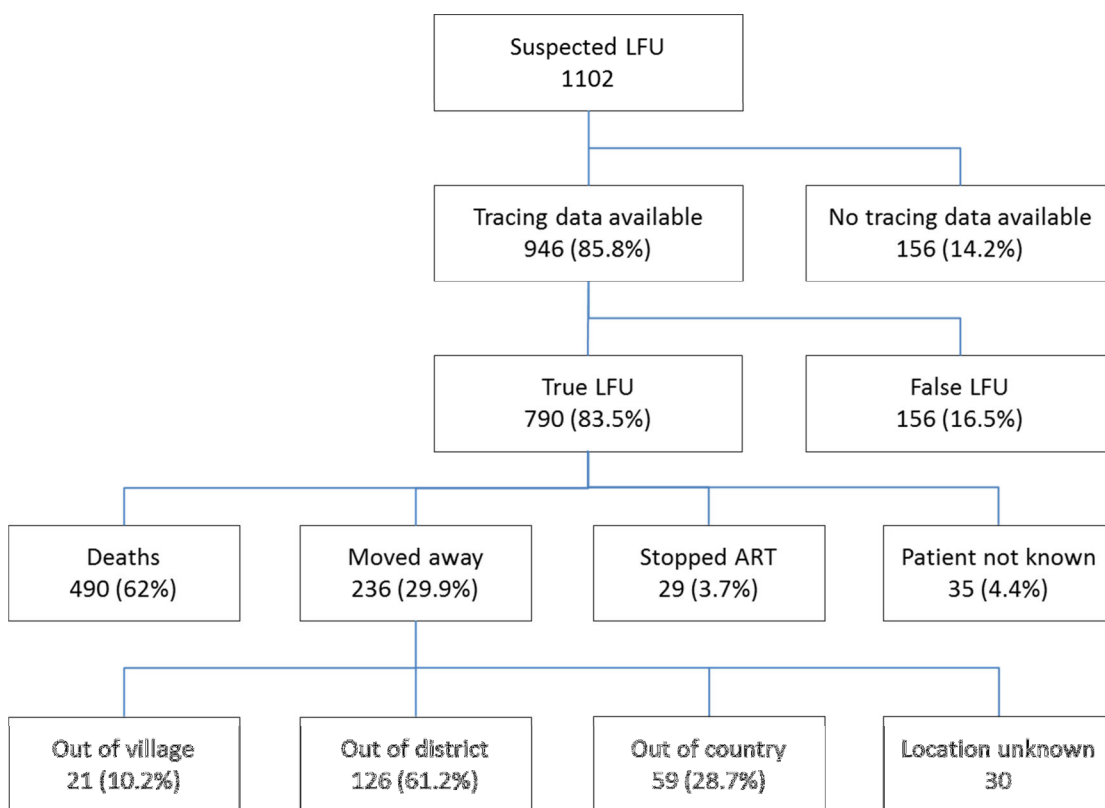 Suspected LFU
1102
Tracing data available
946 (85.8%)
No tracing data available
156 (14.2%)
True LFU
790 (83.5%)
False LFU
156 (16.5%)
Deaths
490 (62%)
Moved away
236 (29.9%)
Stopped ART
29 (3.7%)
Patient not known
35 (4.4%)
Out of village
21 (10.2%)
Out of district
126 (61.2%)
Out of country
59 (28.7%)
Location unknown
30